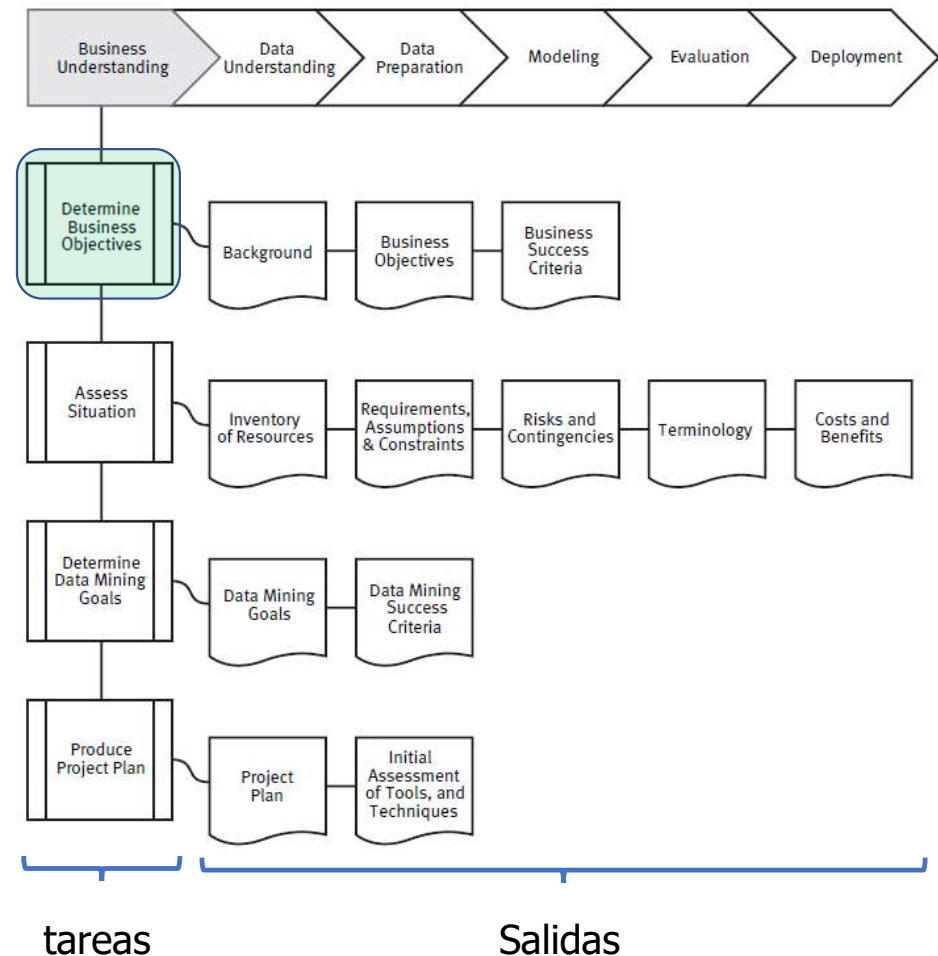 Business
Understanding
Data
Understanding
Data
Preparation
Modeling
Evaluation
Deployment
Determine
Business
Objectives
Background
Business
Objectives
Business
Success
Criteria
Assess
Situation
Inventory
of Resources
Requirements,
Assumptions
& Constraints
Risks and
Contingencies
Terminology
Costs and
Benefits
Determine
Data Mining
Goals
Data Mining
Goals
Data Mining
Success
Criteria
Produce
Project Plan
Project
Plan
Initial
Assessment
of Tools, and
Techniques
tareas
Salidas